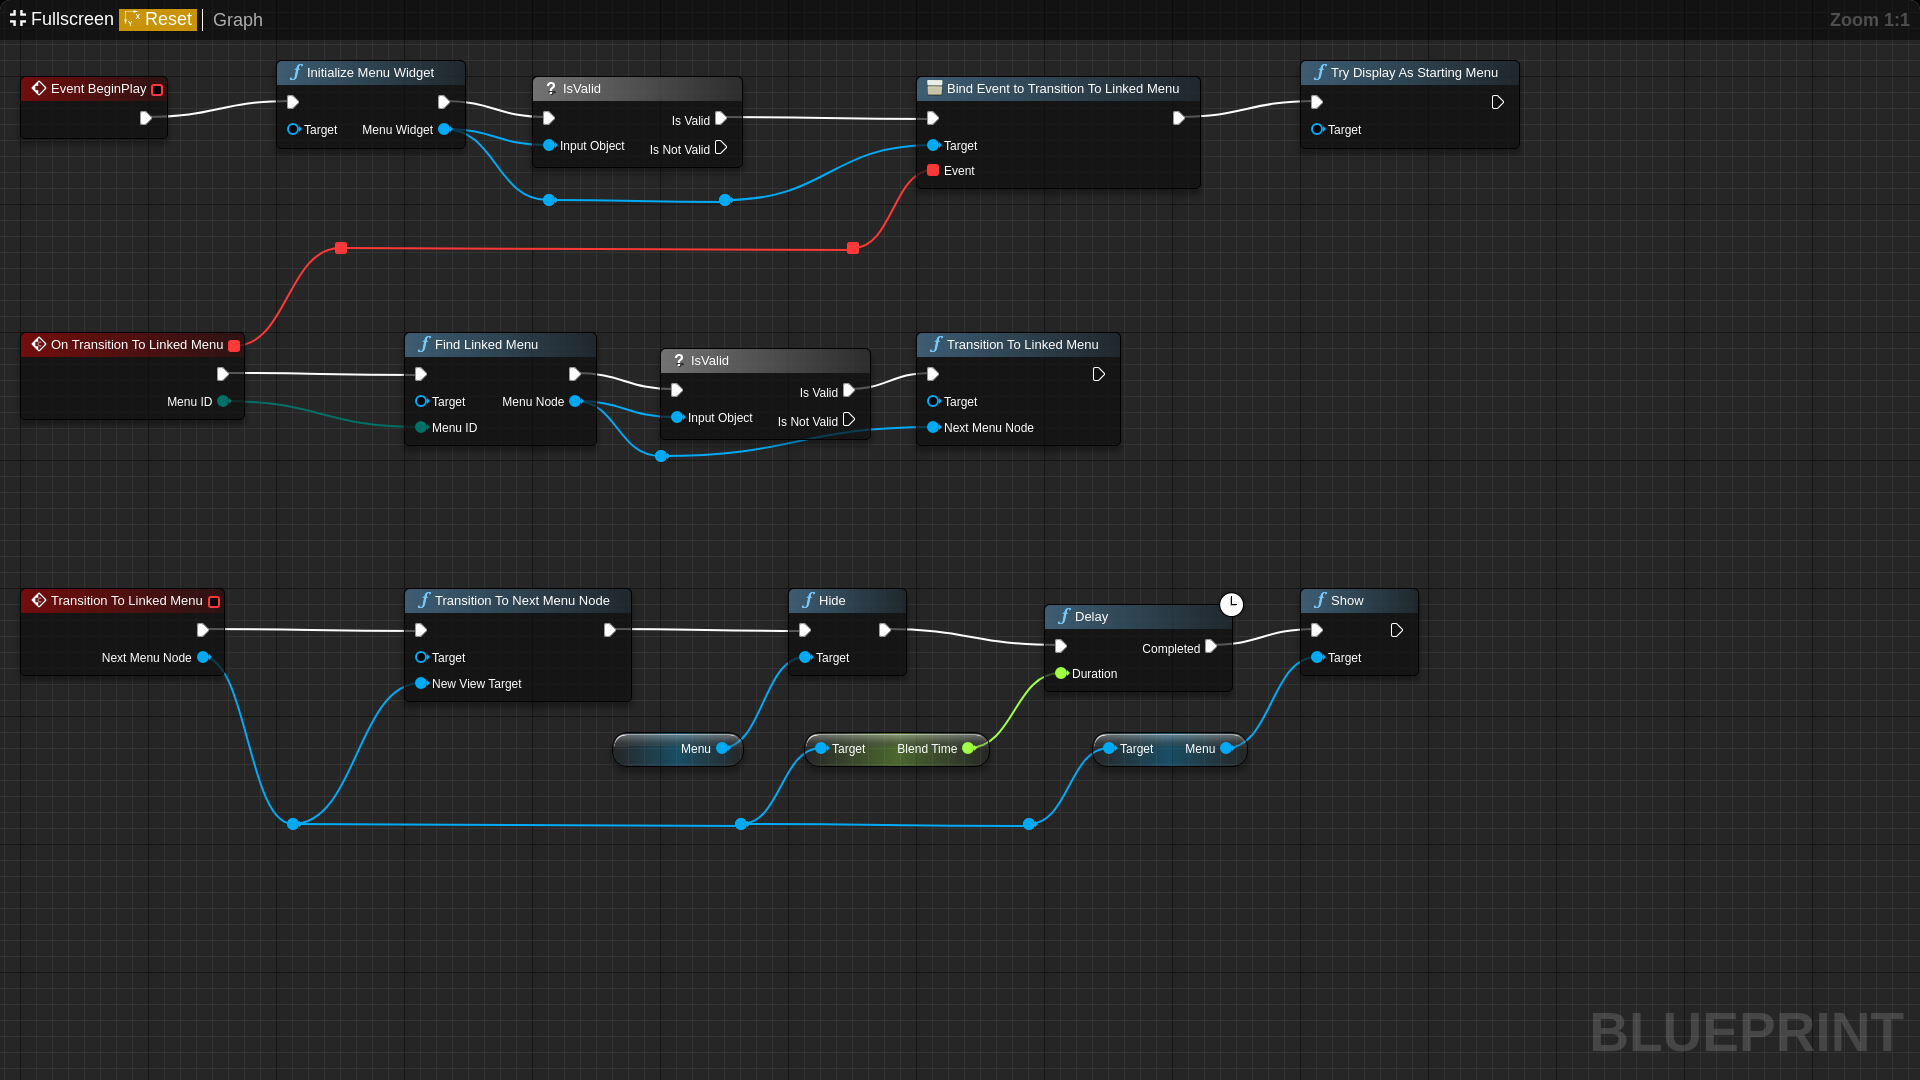 Fullscreen Reset Graph Zoom 1:1
Event BeginPlay
Initialize Menu Widget
Target Menu Widget
? IsValid
Is Valid
Input Object
Is Not Valid
Bind Event to Transition To Linked Menu
Target
Event
Try Display As Starting Menu
Target
On Transition To Linked Menu
Menu ID
Find Linked Menu
Target Menu Node
Menu ID
? IsValid
Is Valid
Input Object
Is Not Valid
Transition To Linked Menu
Target
Next Menu Node
Transition To Linked Menu
Next Menu Node
Transition To Next Menu Node
Target
New View Target
Hide
Target
Delay
Completed
Duration
Show
Target
Menu
Target Blend Time
Target Menu
BLUEPRINT